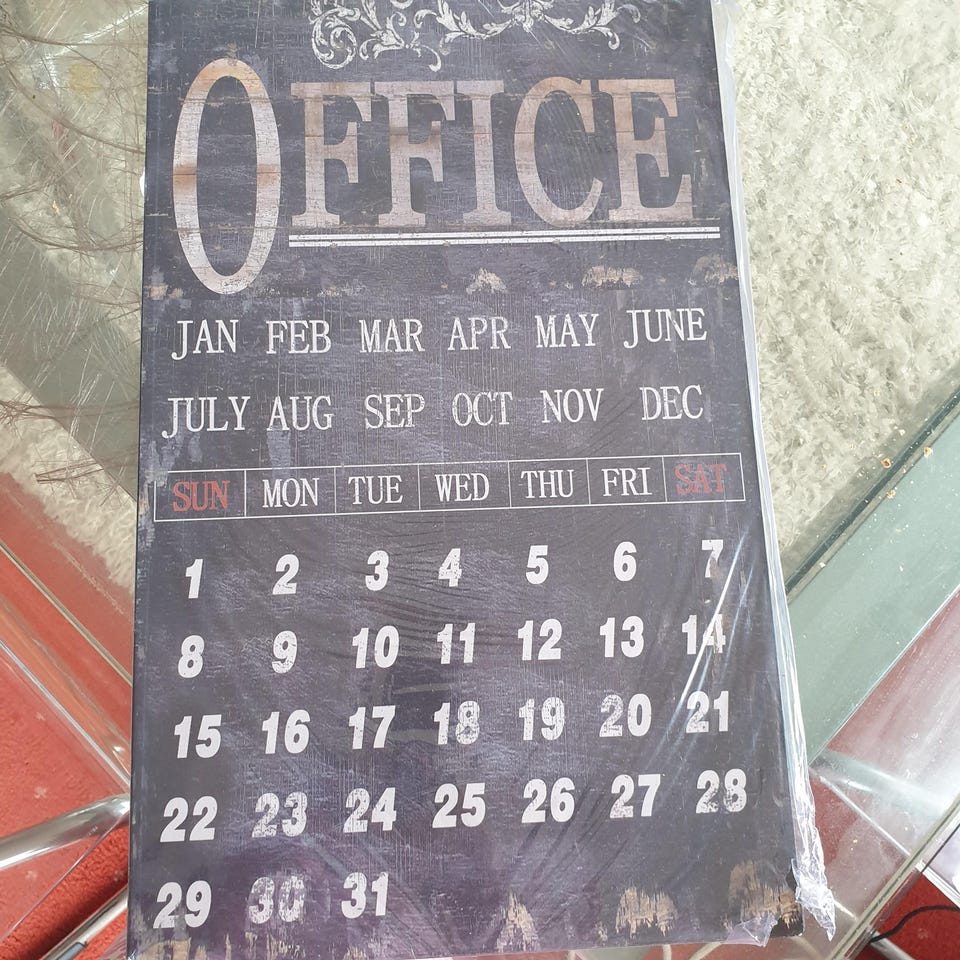 OFFICE
JAN FEB MAR APR MAY JUNE
JULY AUG SEP OCT NOV DEC
SUN MON TUE WED THU FRI SAT
1 2 3 4 5 6 7
8 9 10 11 12 13 14
15 16 17 18 19 20 21
22 23 24 25 26 27 28
29 30 31